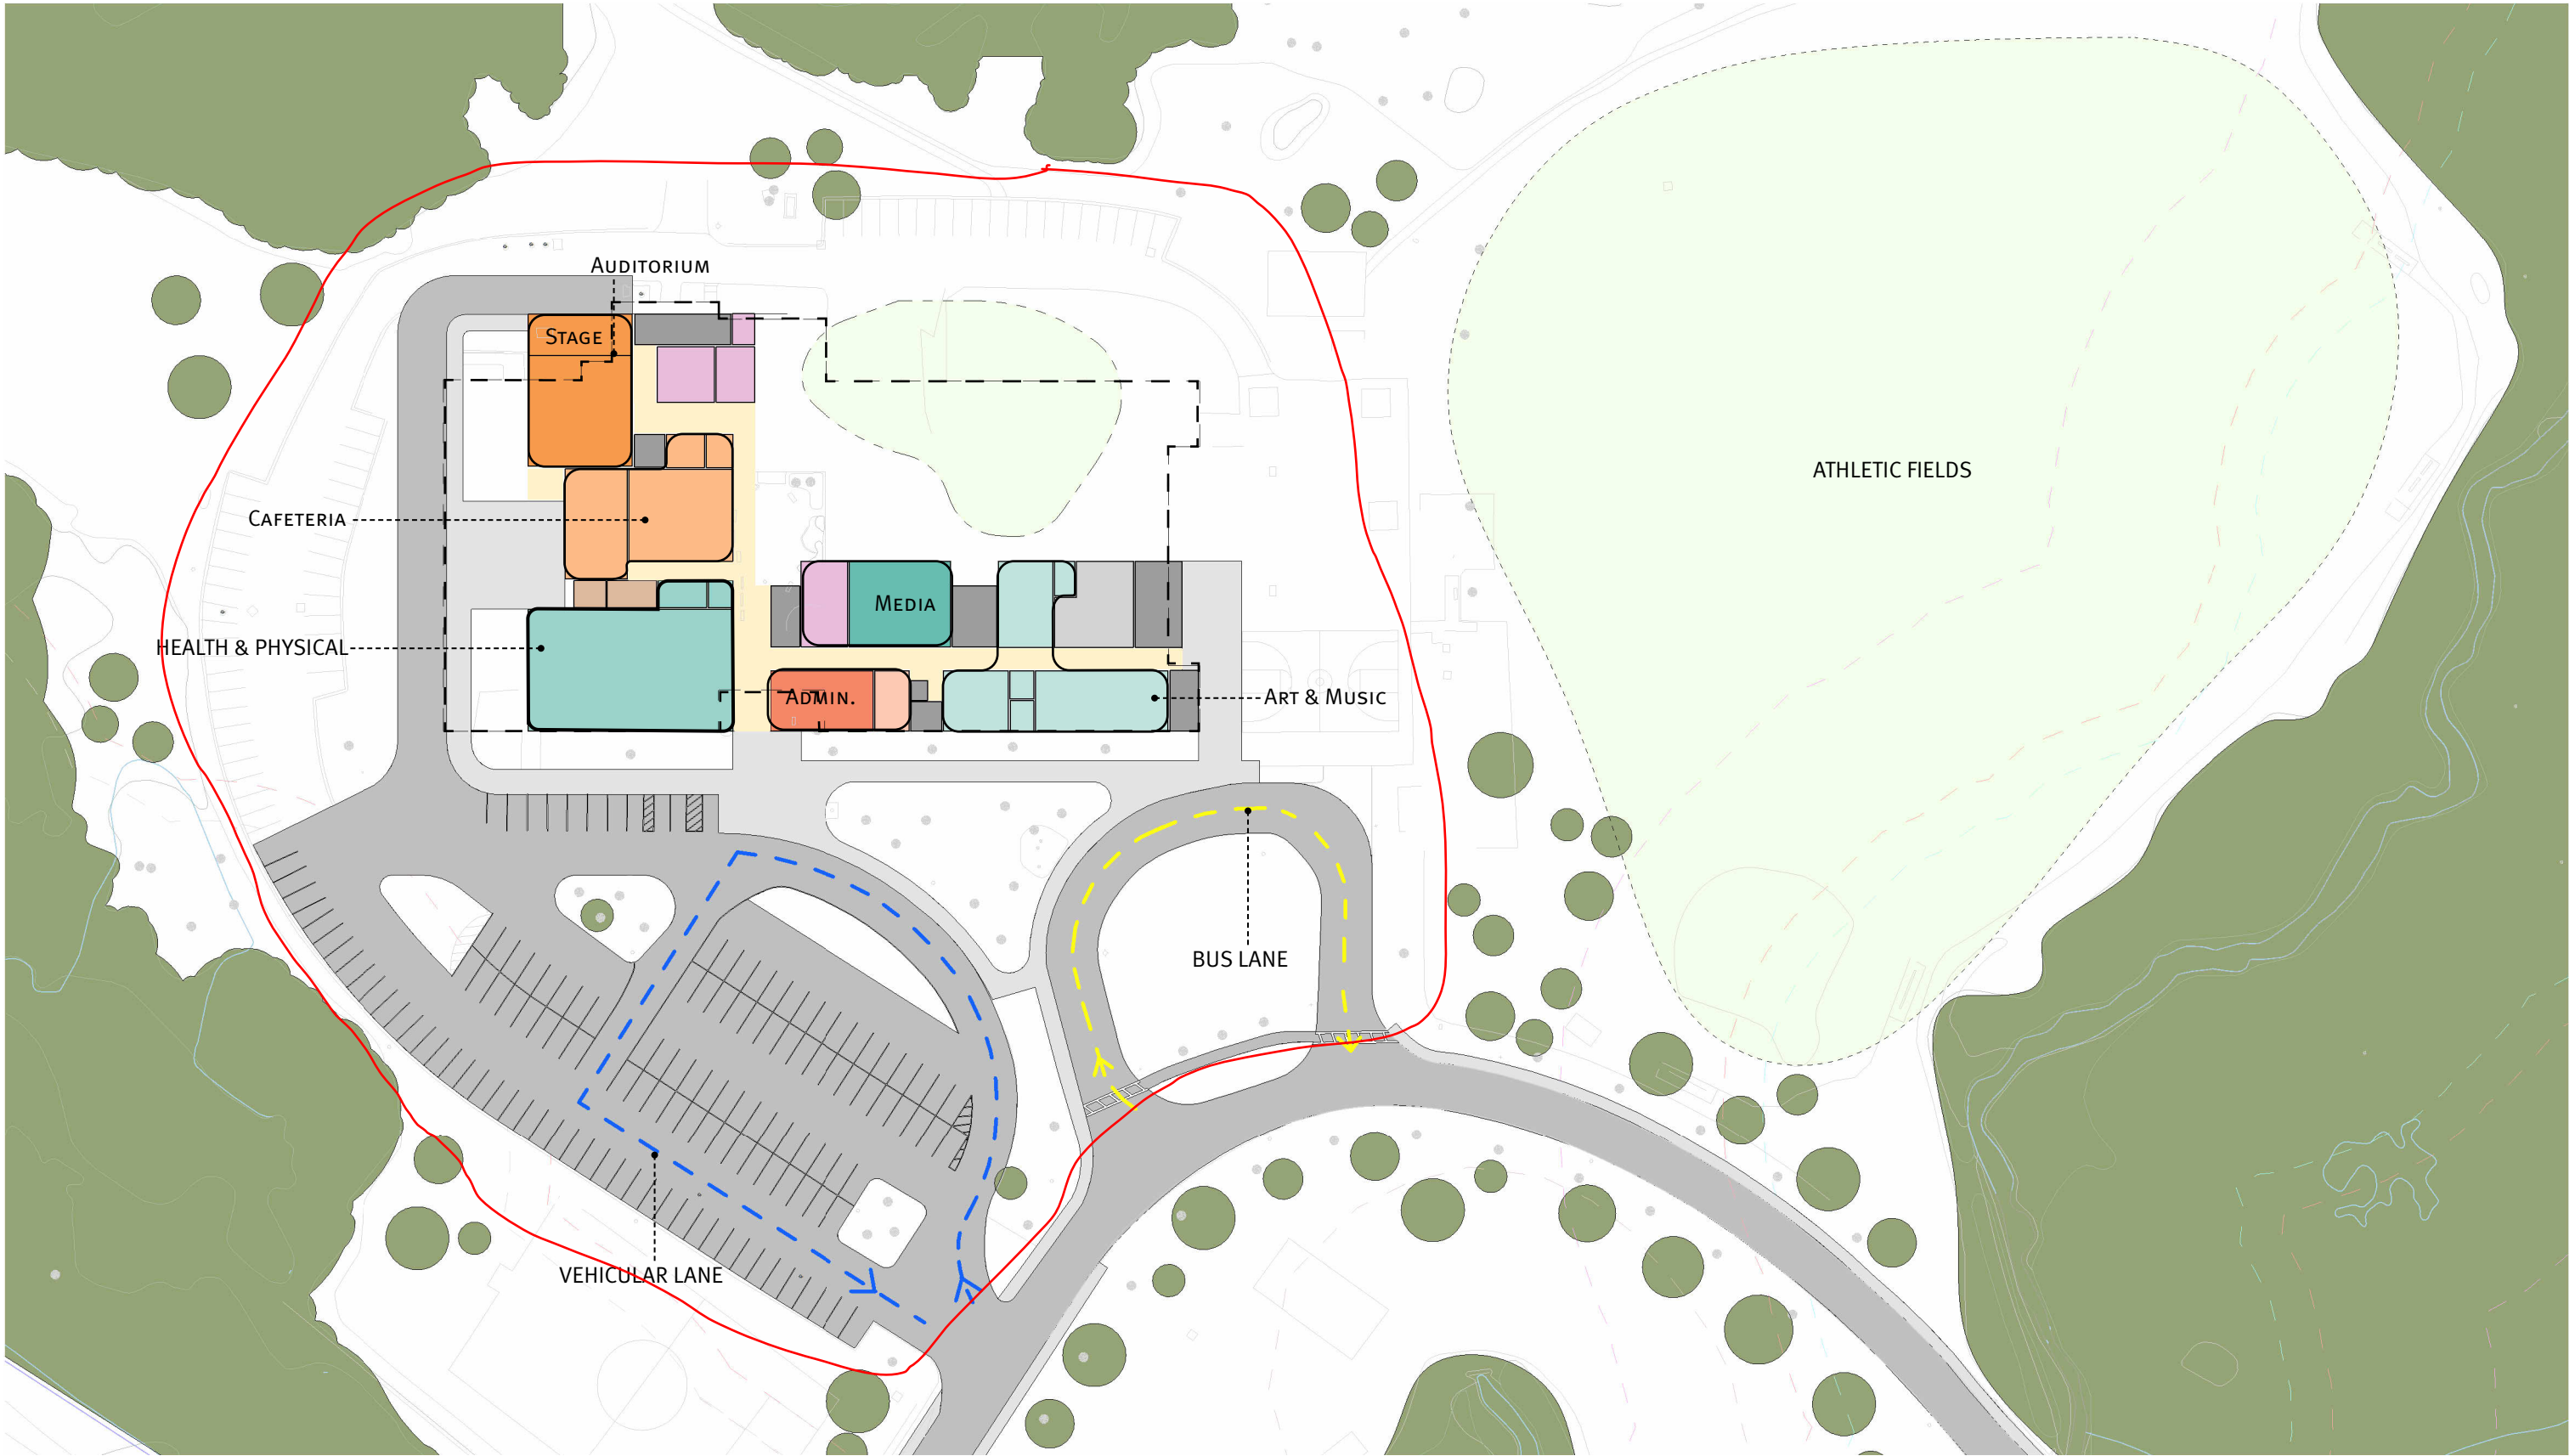 AUDITORIUM
STAGE
ATHLETIC FIELDS
CAFETERIA
MEDIA
HEALTH & PHYSICAL
ADMIN.
ART & MUSIC
BUS LANE
VEHICULAR LANE